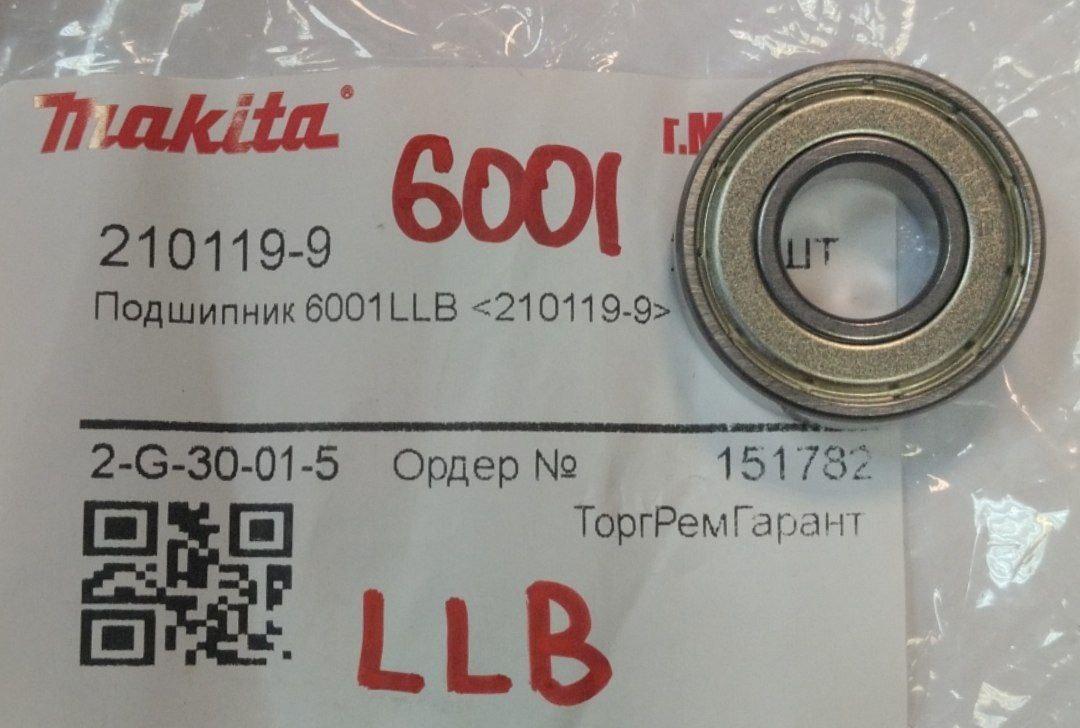 makita®
г.М
6001
210119-9
шт
Подшипник 6001LLB <210119-9>
2-G-30-01-5 Ордер № 151782
ТоргРемГарант
LLB